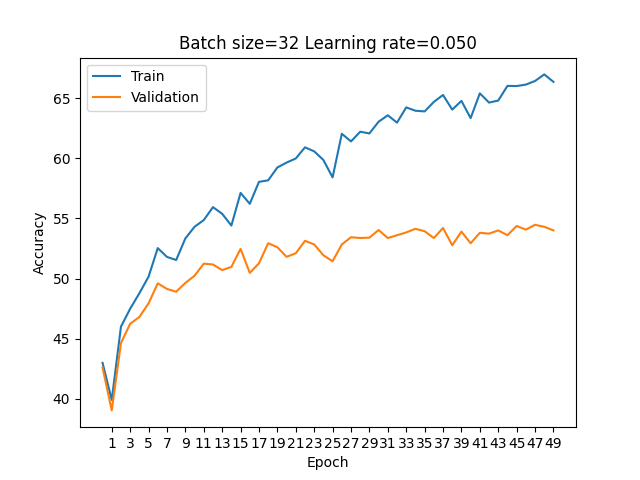 Batch size=32 Learning rate=0.050
Train
Validation
65
60
55
50
45
40
Accuracy
1 3 5 7 9 11 13 15 17 19 21 23 25 27 29 31 33 35 37 39 41 43 45 47 49
Epoch